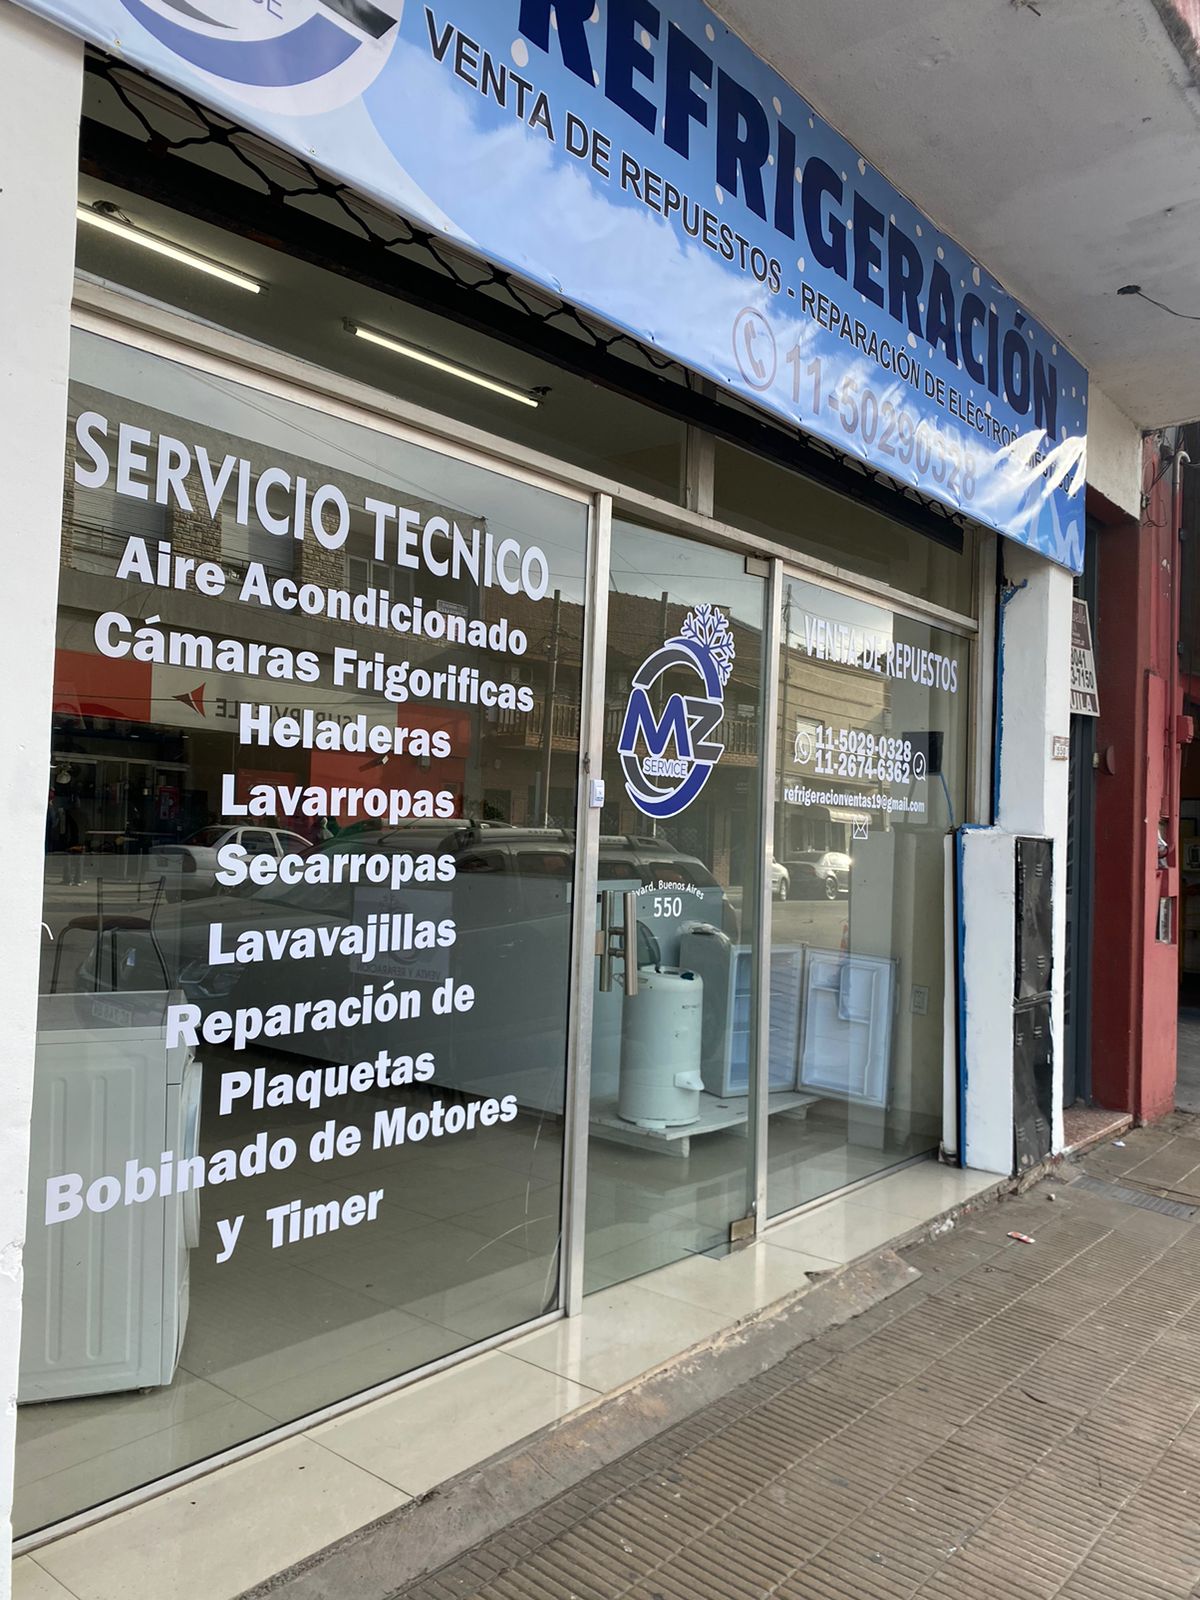 REFRIGERACIÓN
VENTA DE REPUESTOS - REPARACIÓN DE
11-50290328
SERVICIO TECNICO
Aire Acondicionado
Cámaras Frigorificas
Heladeras
Lavarropas
Secarropas
Lavavajillas
Reparación de
Plaquetas
Bobinado de Motores
y Timer
MZ
SERVICE
Buenos Aires
550
VENTA DE REPUESTOS
11-5029-0328
11-2674-6362
refrigeracionventas19@gmail.com